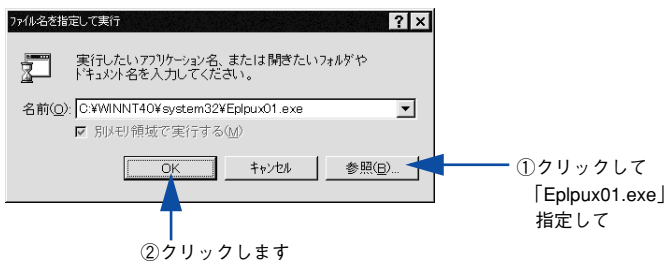 ファイル名を指定して実行
実行したいアプリケーション名、または開きたいフォルダや
ドキュメント名を入力してください。
名前(O): C:¥WINNT40¥system32¥Eplpux01.exe
別メモリ領域で実行する(M)
OK キャンセル 参照(B)...
①クリックして
「Eplpux01.exe」
指定して
②クリックします